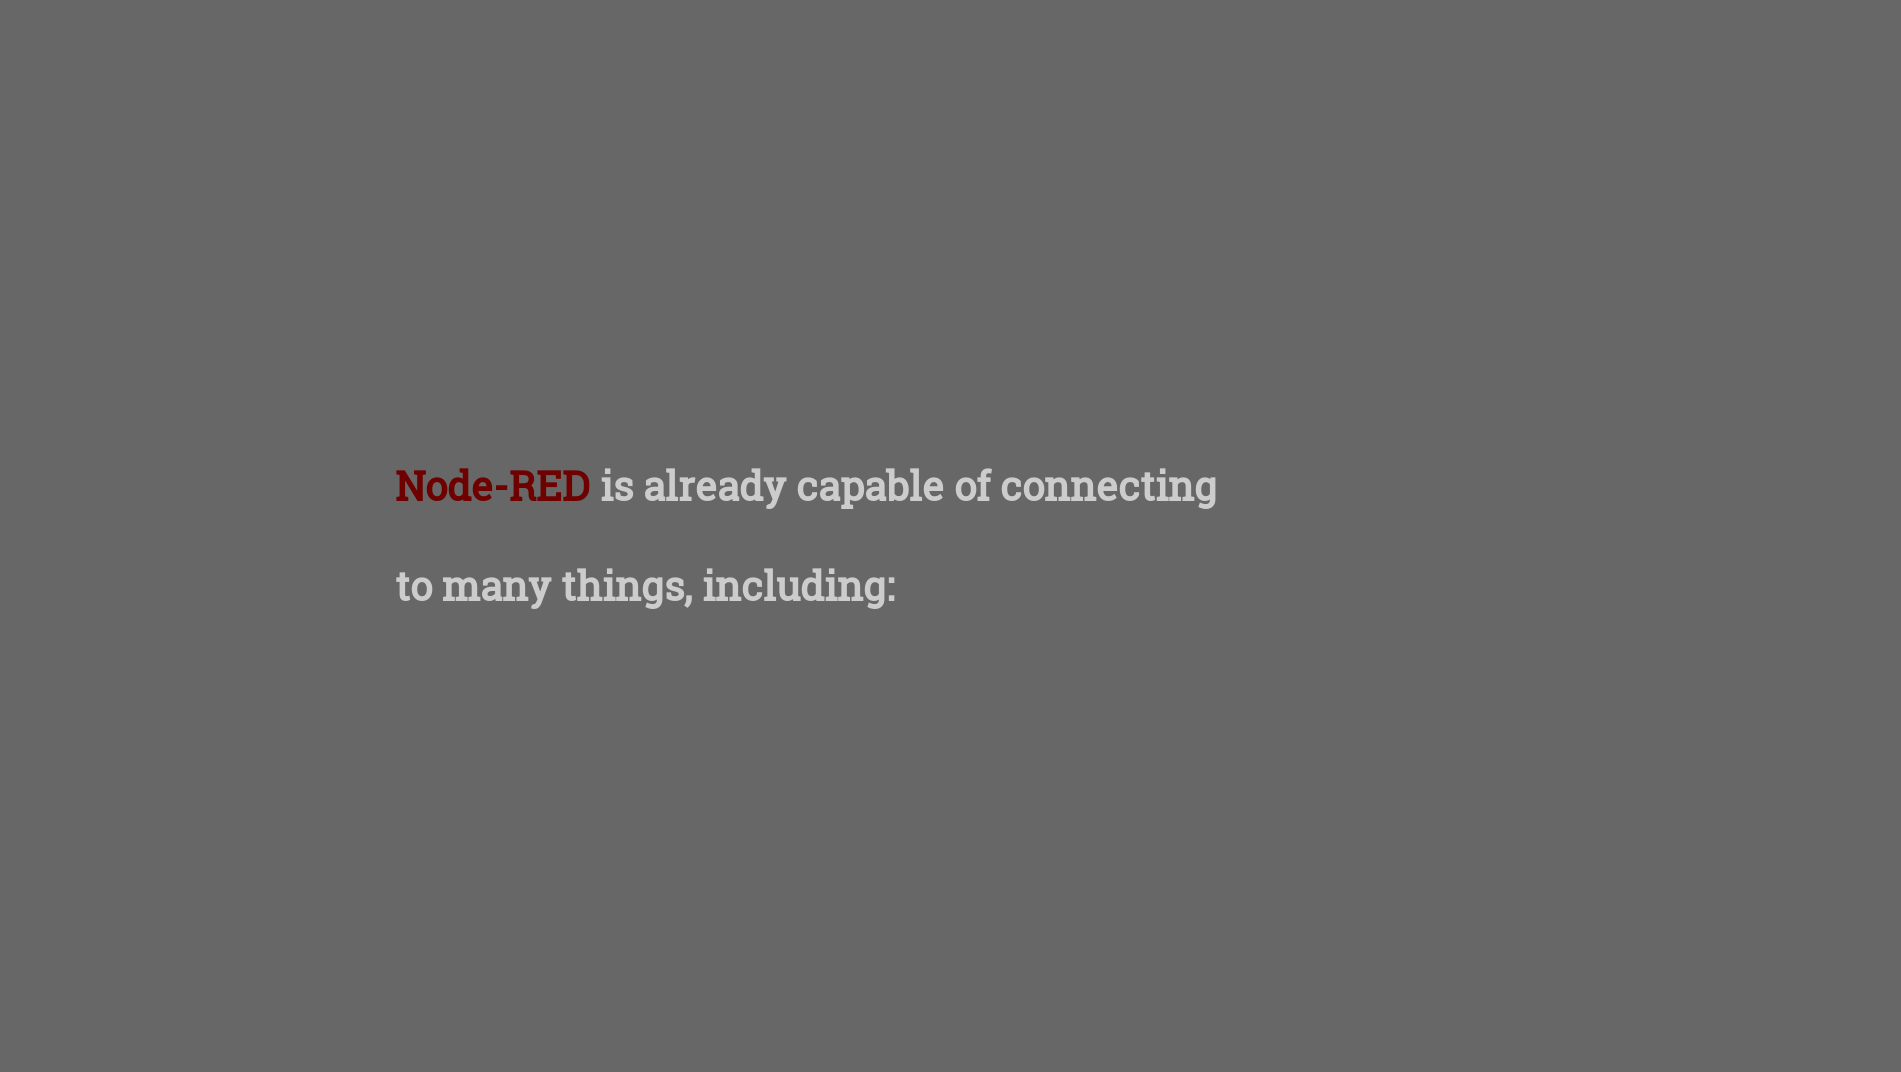 Node-RED is already capable of connecting
to many things, including: